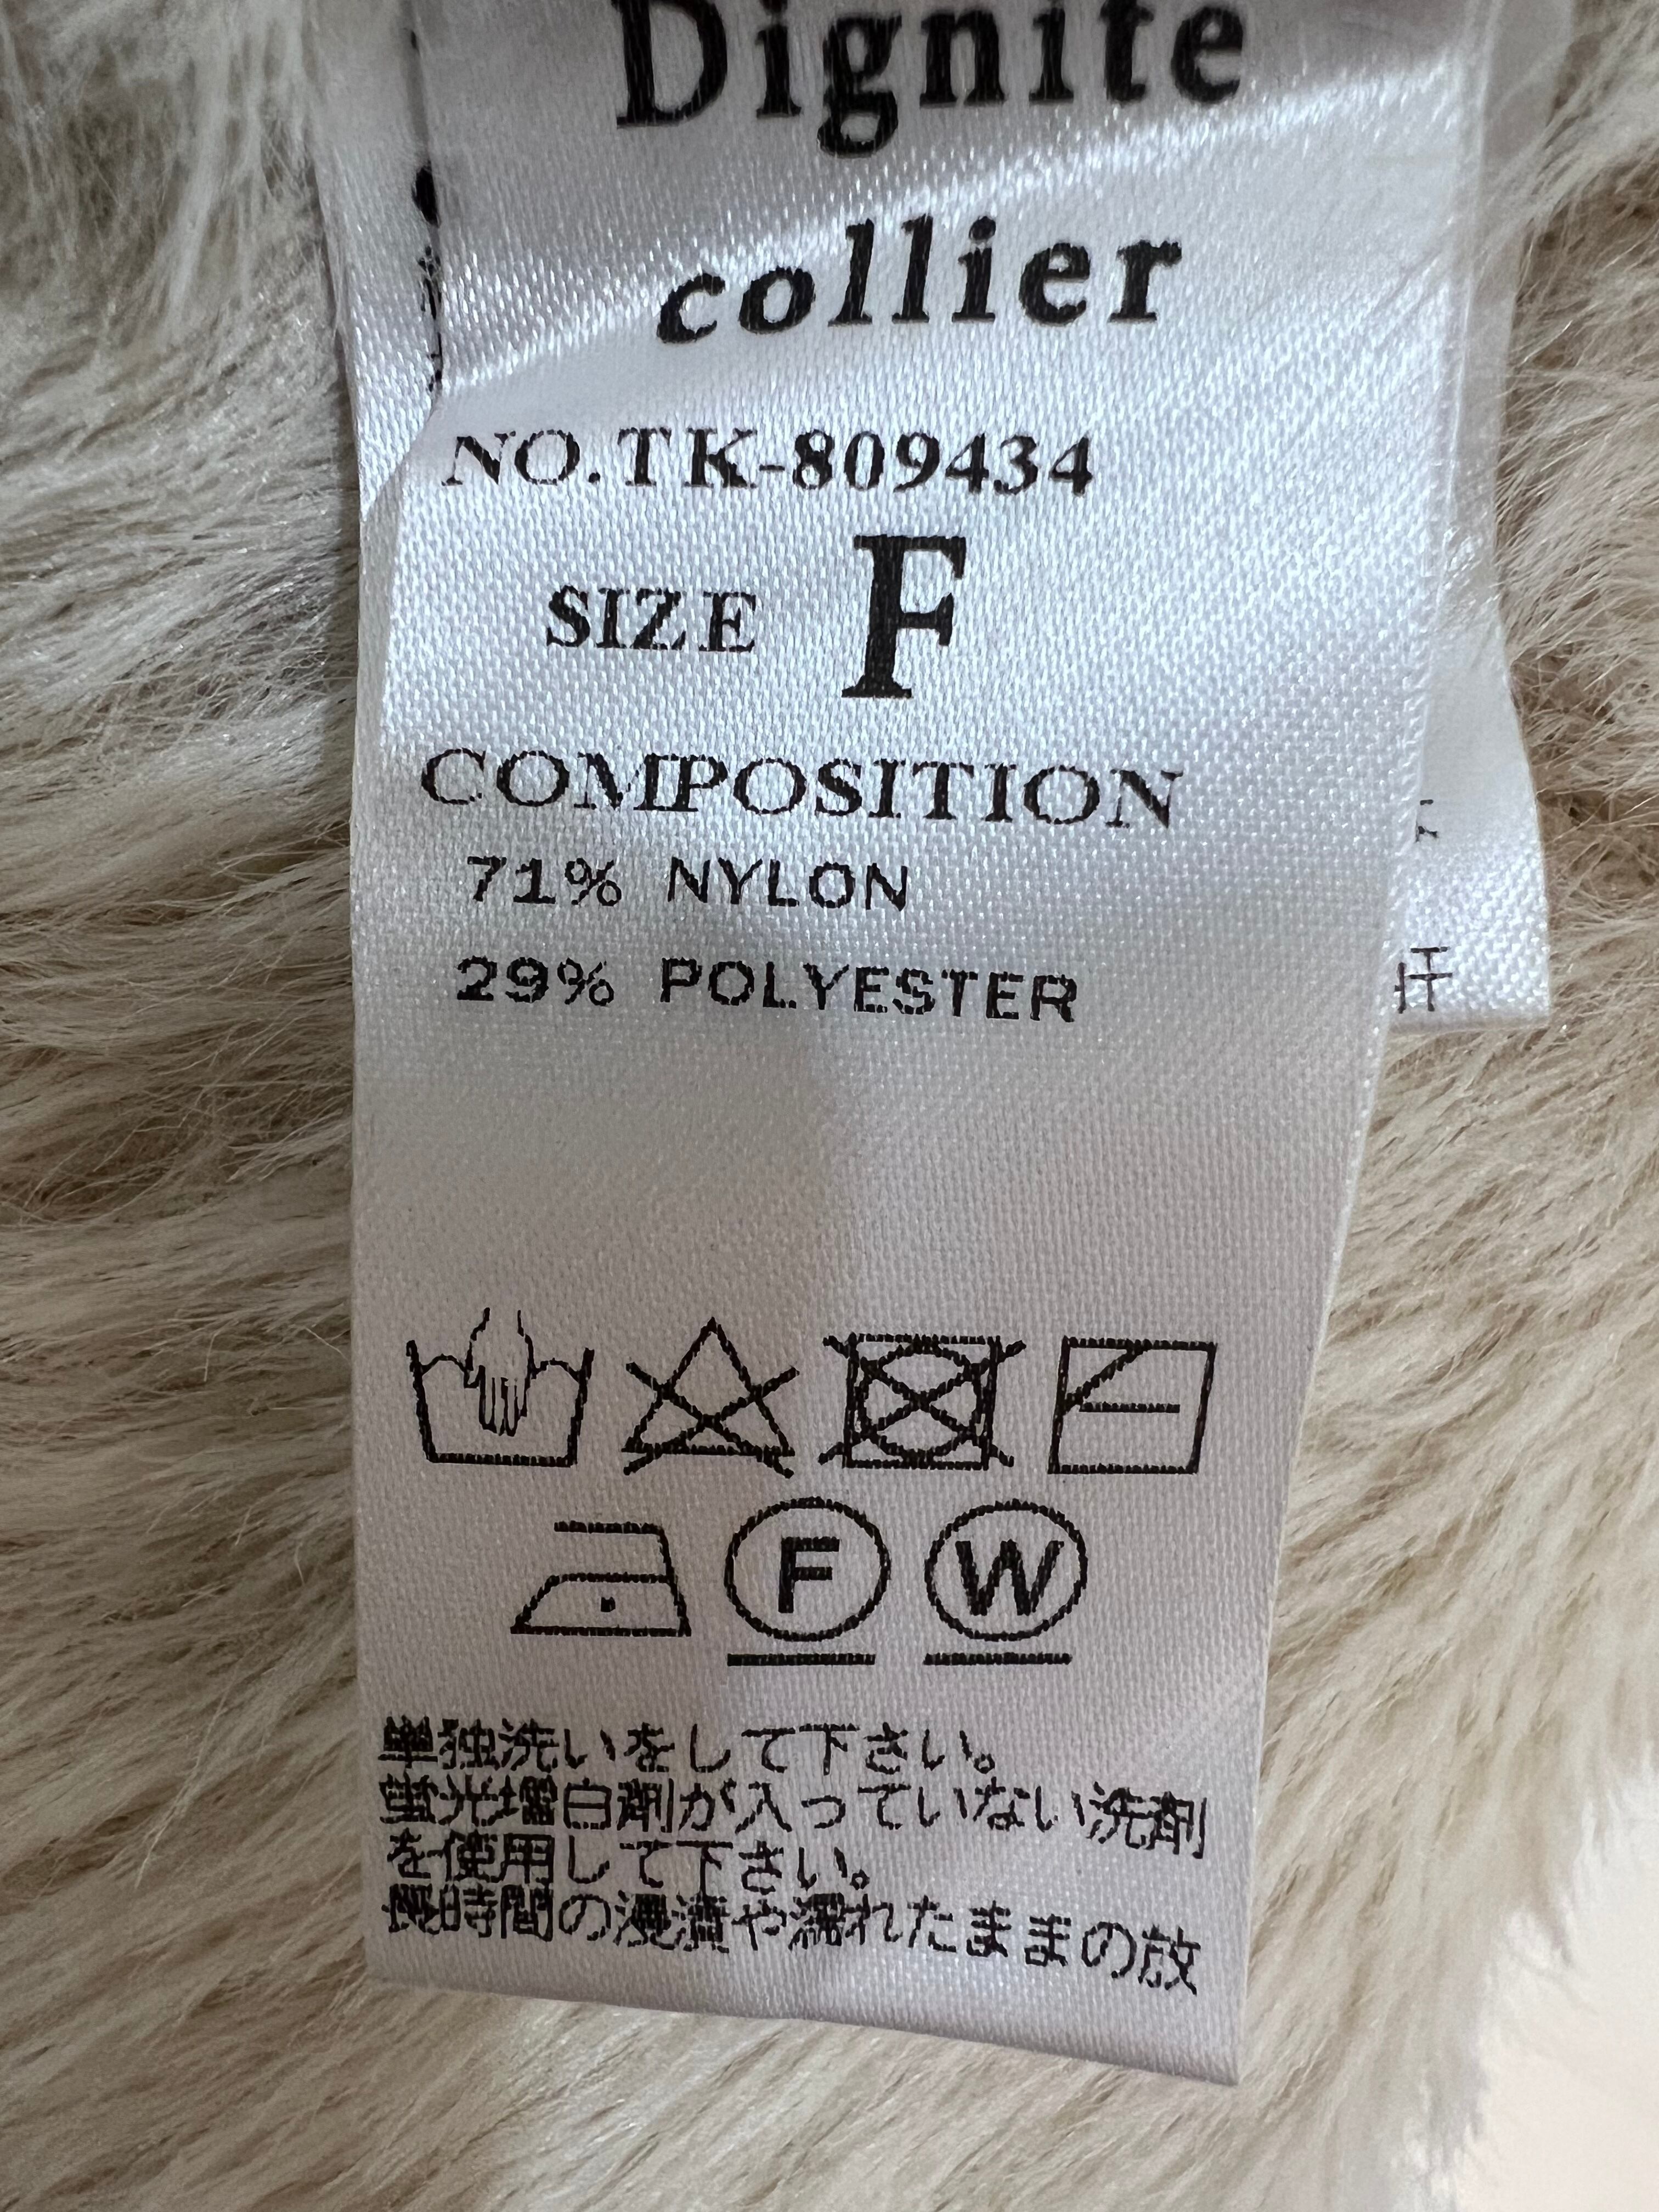 Dignite
collier
NO.TK-809434
SIZE F
COMPOSITION
71% NYLON
29% POLYESTER
F W
単独洗いをして下さい。
蛍光増白剤が入っていない洗剤
を使用して下さい。
長時間の浸漬や濡れたままの放